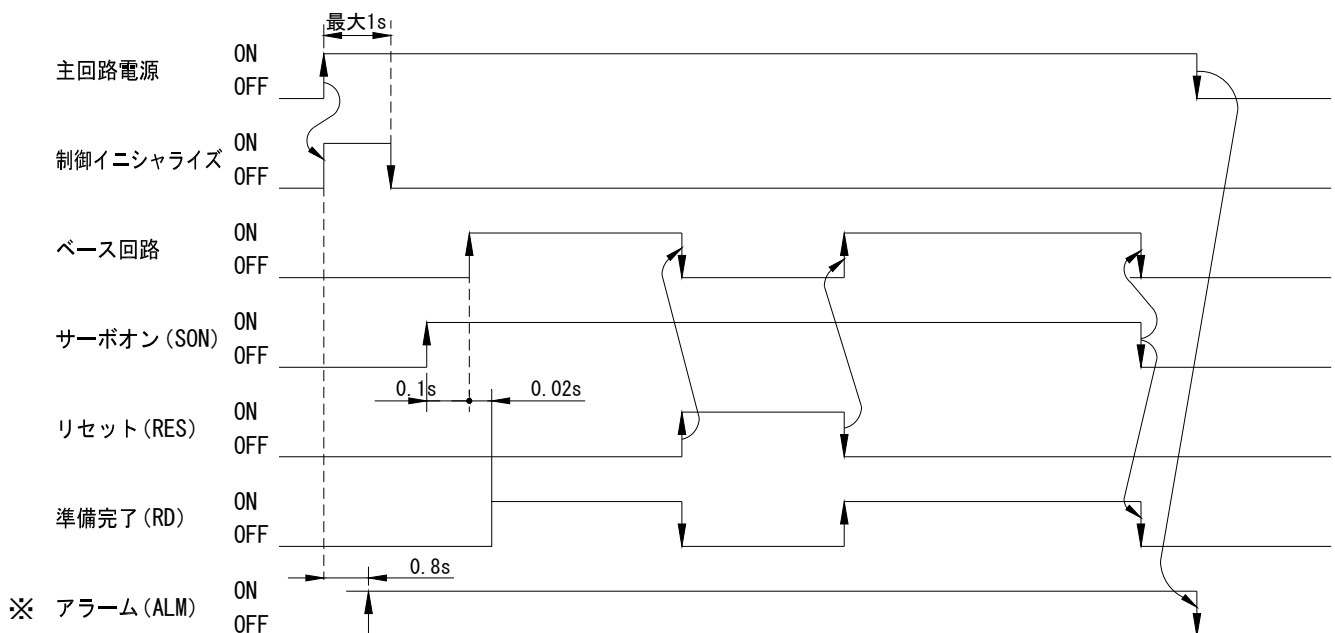 最大1s
主回路電源 ON
OFF
制御イニシャライズ ON
OFF
ベース回路 ON
OFF
サーボオン(SON) ON
OFF
0.1s 0.02s
リセット(RES) ON
OFF
準備完了(RD) ON
OFF
0.8s
※ アラーム(ALM) ON
OFF